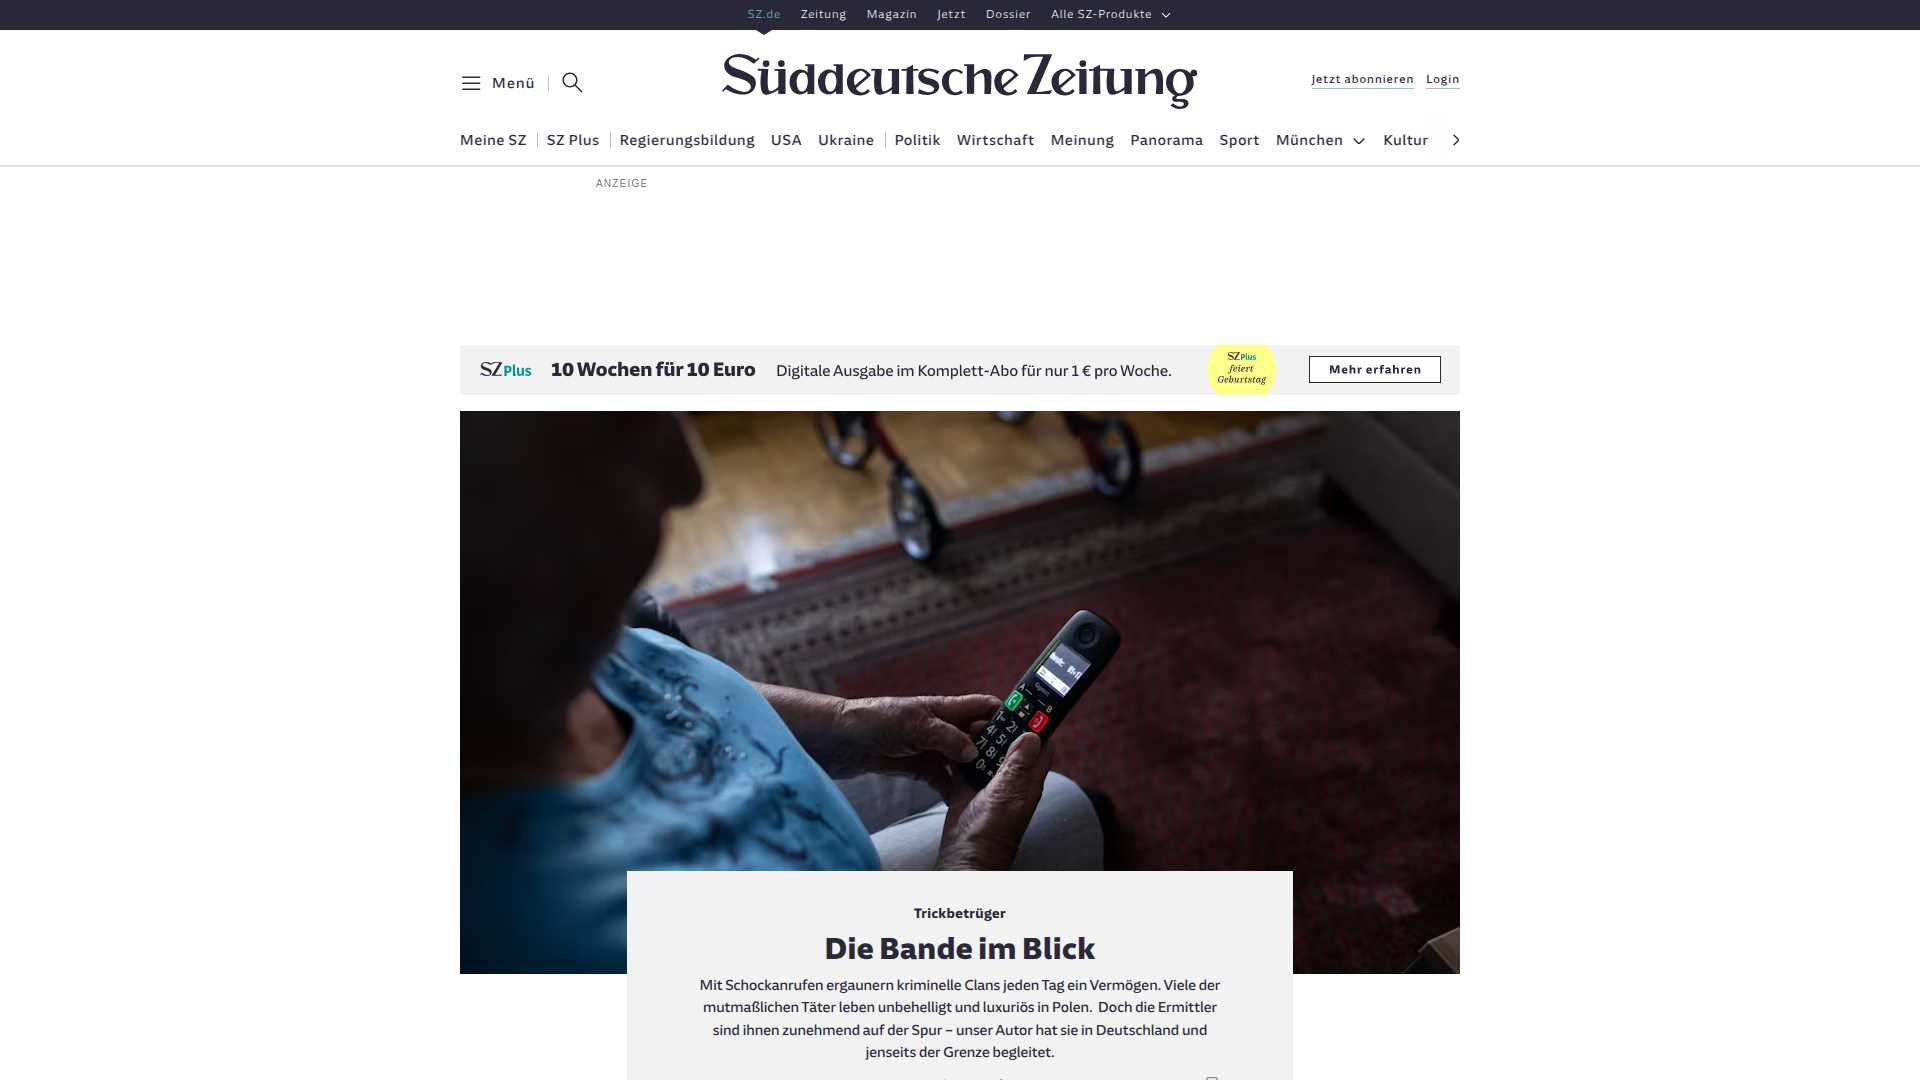 SZ.de Zeitung Magazin Jetzt Dossier Alle SZ-Produkte
Menü
Süddeutsche Zeitung
Jetzt abonnieren Login
Meine SZ SZ Plus Regierungsbildung USA Ukraine Politik Wirtschaft Meinung Panorama Sport München Kultur
ANZEIGE
SZ Plus 10 Wochen für 10 Euro Digitale Ausgabe im Komplett-Abo für nur 1 € pro Woche.
SZ Plus
feiert
Geburtstag
Mehr erfahren
Trickbetrüger
Die Bande im Blick
Mit Schockanrufen ergaunern kriminelle Clans jeden Tag ein Vermögen. Viele der
mutmaßlichen Täter leben unbehelligt und luxuriös in Polen. Doch die Ermittler
sind ihnen zunehmend auf der Spur – unser Autor hat sie in Deutschland und
jenseits der Grenze begleitet.